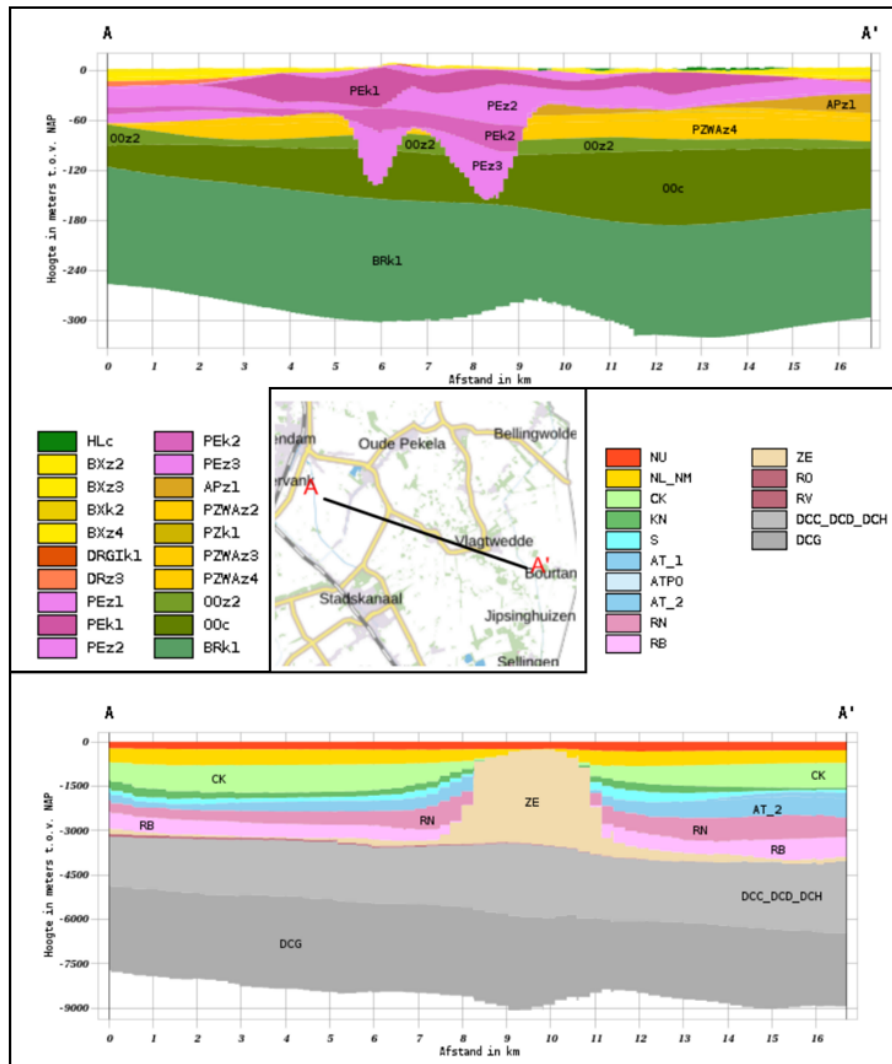 A A'
Hoogte in meters t.o.v. NAP
0
-60
-120
-180
-240
-300
PEk1
PEz2
APz1
PEk2
PZWAz4
OOz2
OOz2
OOz2
PEz3
OOc
BRk1
0 1 2 3 4 5 6 7 8 9 10 11 12 13 14 15 16
Afstand in km
HLc
BXz2
BXz3
BXk2
BXz4
DRGIk1
DRz3
PEz1
PEk1
PEz2
PEk2
PEz3
APz1
PZWAz2
PZk1
PZWAz3
PZWAz4
OOz2
OOc
BRk1
endam
Oude Pekela
Bellingwolde
ervank
A
Vlagtwedde
A'
Bourtan
Stadskanaal
Jipsinghuizen
Sellingen
NU
NL_NM
CK
KN
S
AT_1
ATPO
AT_2
RN
RB
ZE
RO
RV
DCC_DCD_DCH
DCG
A A'
Hoogte in meters t.o.v. NAP
0
-1500
-3000
-4500
-6000
-7500
-9000
CK
CK
ZE
AT_2
RB
RN
RN
RB
DCC_DCD_DCH
DCG
0 1 2 3 4 5 6 7 8 9 10 11 12 13 14 15 16
Afstand in km